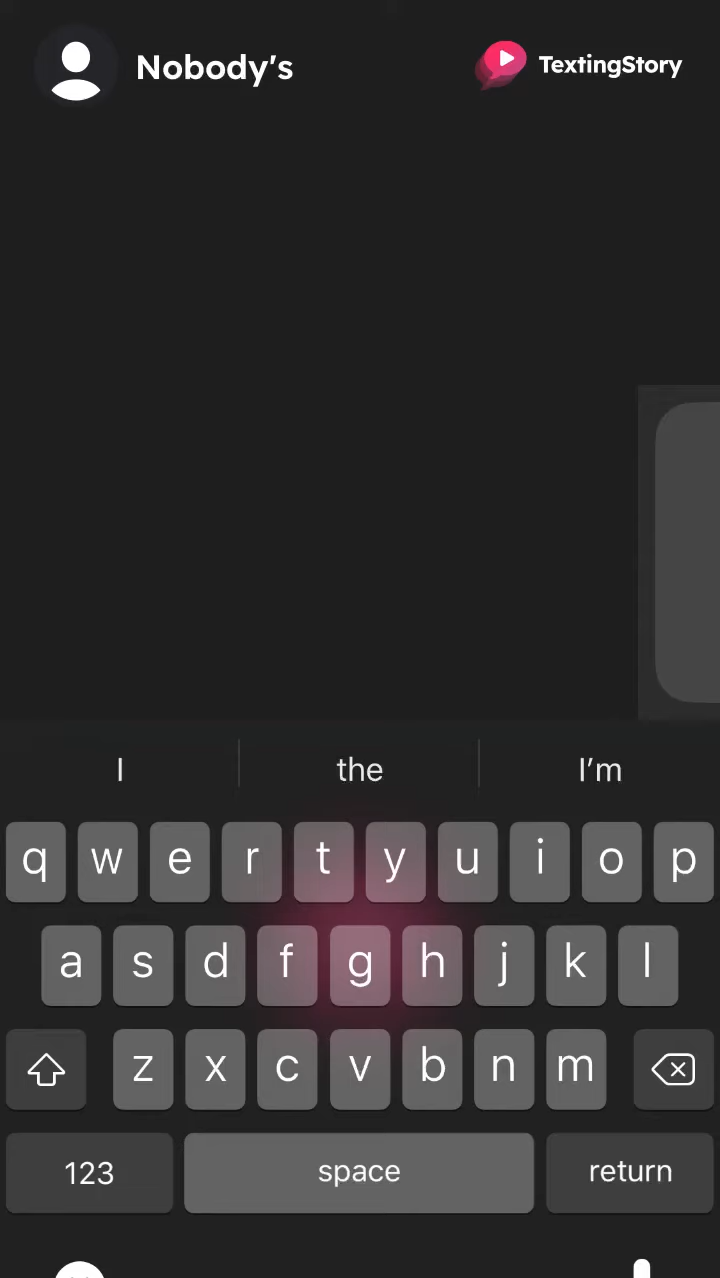 Nobody's
TextingStory
I the I’m
q w e r t y u i o p
a s d f g h j k l
z x c v b n m
123 space return